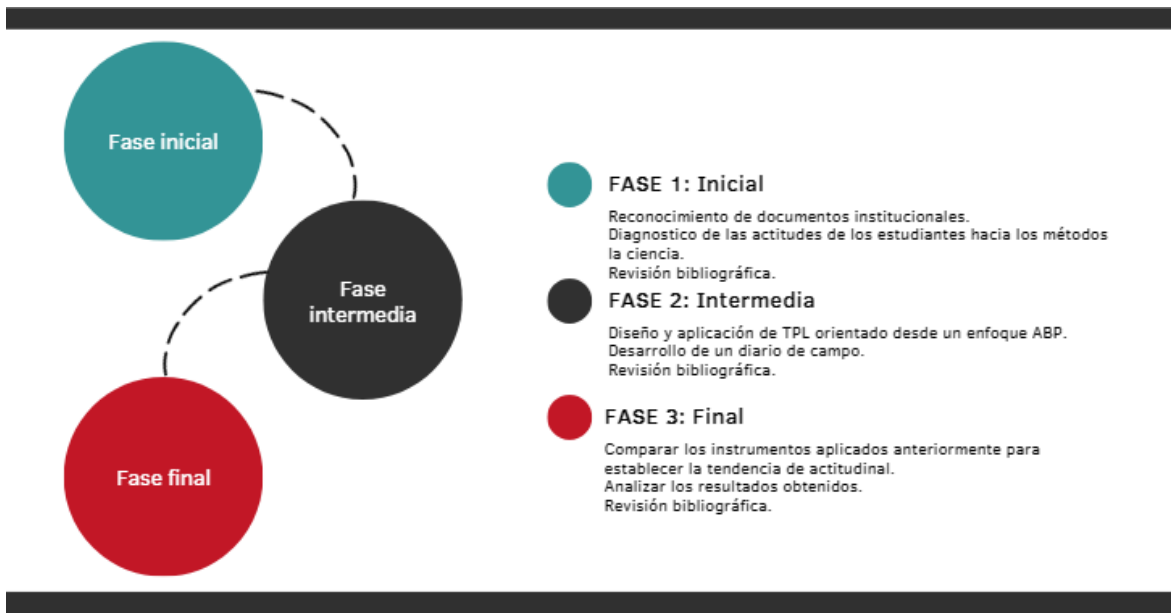 Fase inicial
Fase
intermedia
Fase final
FASE 1: Inicial
Reconocimiento de documentos institucionales.
Diagnostico de las actitudes de los estudiantes hacia los métodos
la ciencia.
Revisión bibliográfica.
FASE 2: Intermedia
Diseño y aplicación de TPL orientado desde un enfoque ABP.
Desarrollo de un diario de campo.
Revisión bibliográfica.
FASE 3: Final
Comparar los instrumentos aplicados anteriormente para
establecer la tendencia de actitudinal.
Analizar los resultados obtenidos.
Revisión bibliográfica.